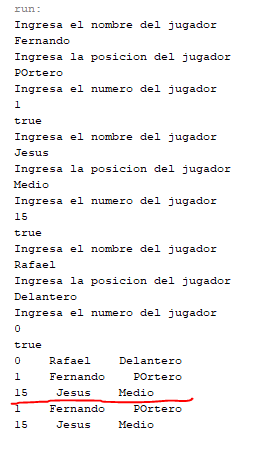 run:
Ingresa el nombre del jugador
Fernando
Ingresa la posicion del jugador
POrtero
Ingresa el numero del jugador
1
true
Ingresa el nombre del jugador
Jesus
Ingresa la posicion del jugador
Medio
Ingresa el numero del jugador
15
true
Ingresa el nombre del jugador
Rafael
Ingresa la posicion del jugador
Delantero
Ingresa el numero del jugador
0
true
0    Rafael    Delantero
1    Fernando    POrtero
15    Jesus    Medio
1    Fernando    POrtero
15    Jesus    Medio